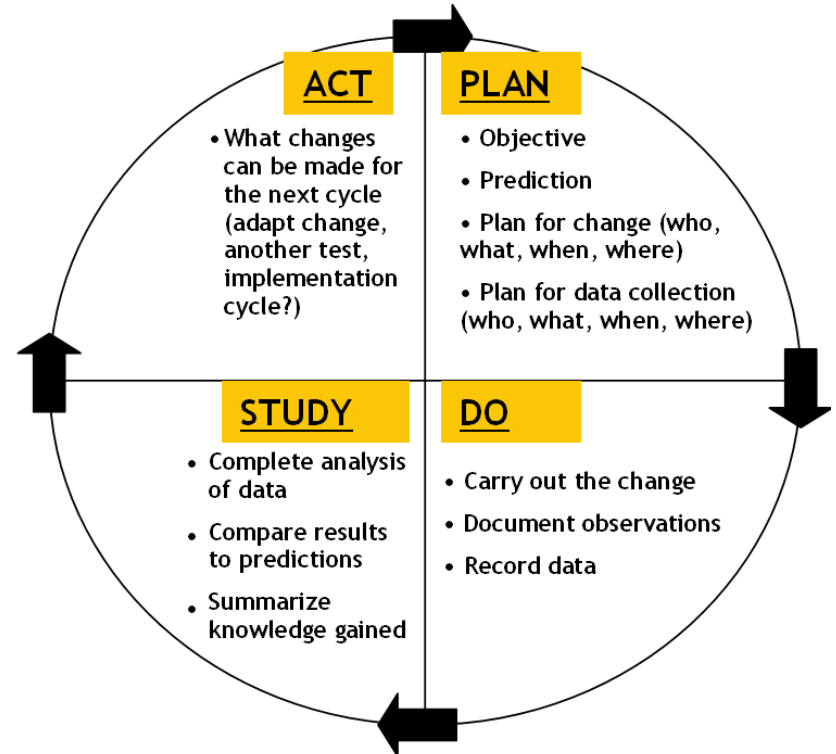 ACT
• What changes
can be made for
the next cycle
(adapt change,
another test,
implementation
cycle?)
PLAN
• Objective
• Prediction
• Plan for change (who,
what, when, where)
• Plan for data collection
(who, what, when, where)
STUDY
• Complete analysis
of data
• Compare results
to predictions
• Summarize
knowledge gained
DO
• Carry out the change
• Document observations
• Record data